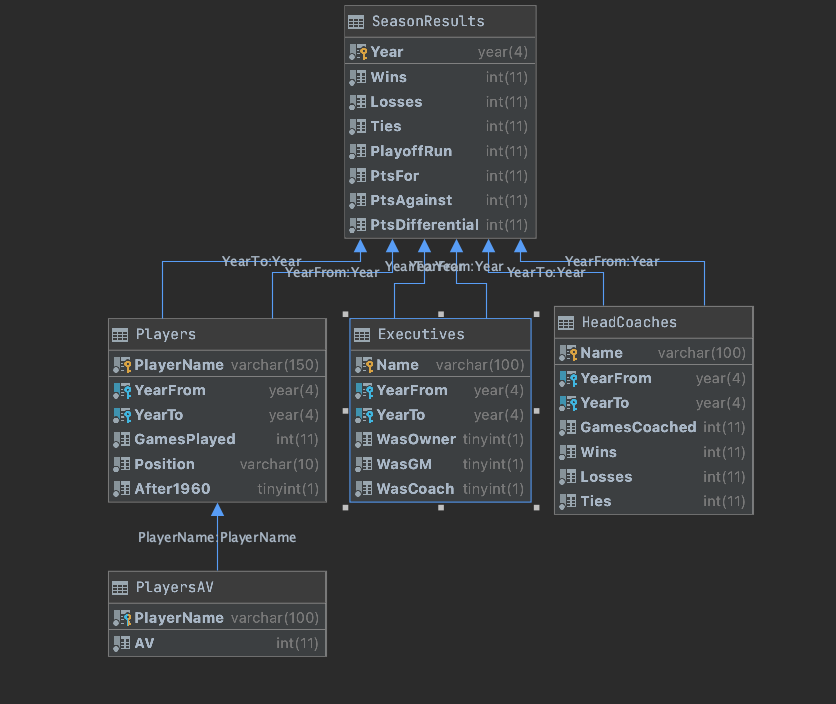 SeasonResults
Year year(4)
Wins int(11)
Losses int(11)
Ties int(11)
PlayoffRun int(11)
PtsFor int(11)
PtsAgainst int(11)
PtsDifferential int(11)
YearTo:Year
YearFrom:Year
YearFrom:Year
YearTo:Year
YearFrom:Year
Players
PlayerName varchar(150)
YearFrom year(4)
YearTo year(4)
GamesPlayed int(11)
Position varchar(10)
After1960 tinyint(1)
Executives
Name varchar(100)
YearFrom year(4)
YearTo year(4)
WasOwner tinyint(1)
WasGM tinyint(1)
WasCoach tinyint(1)
HeadCoaches
Name varchar(100)
YearFrom year(4)
YearTo year(4)
GamesCoached int(11)
Wins int(11)
Losses int(11)
Ties int(11)
PlayerName:PlayerName
PlayersAV
PlayerName varchar(100)
AV int(11)